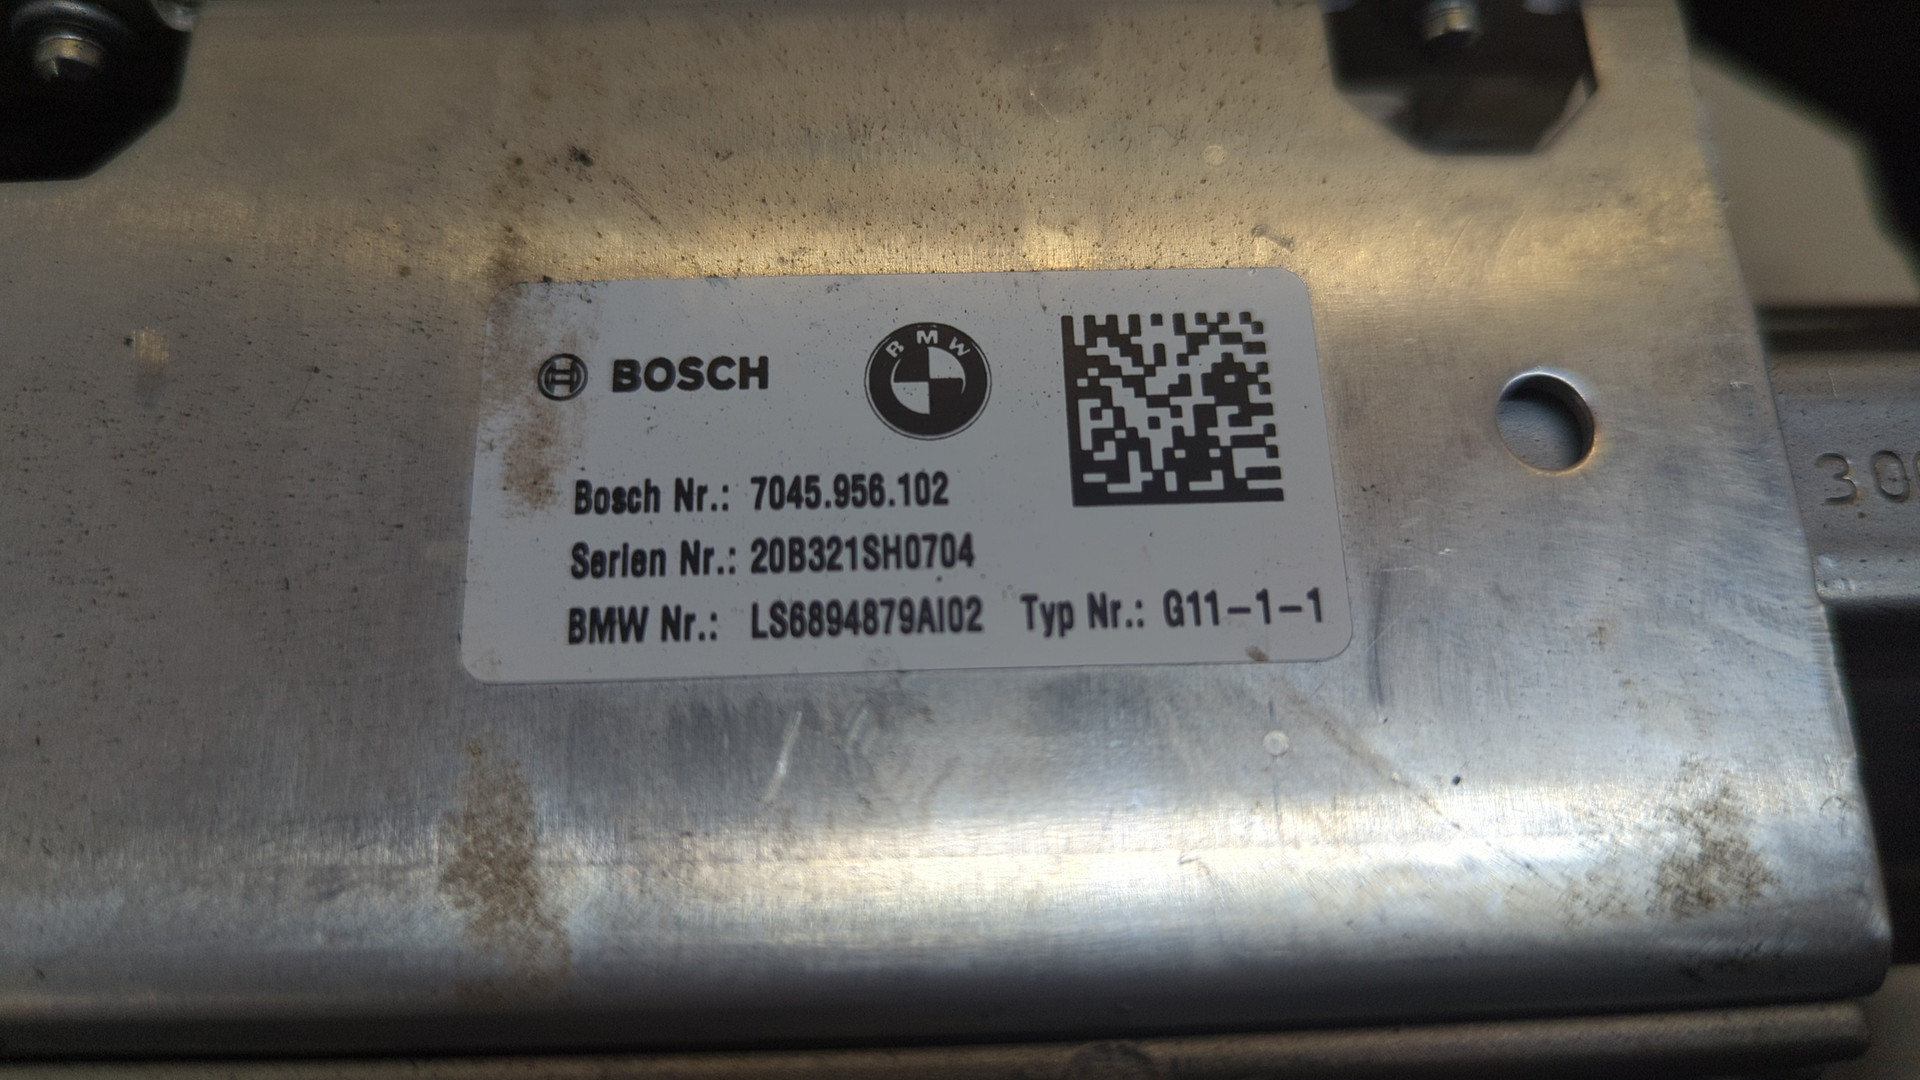 BOSCH
BMW
Bosch Nr.: 7045.956.102
Serien Nr.: 20B321SH0704
BMW Nr.: LS6894879AI02 Typ Nr.: G11-1-1